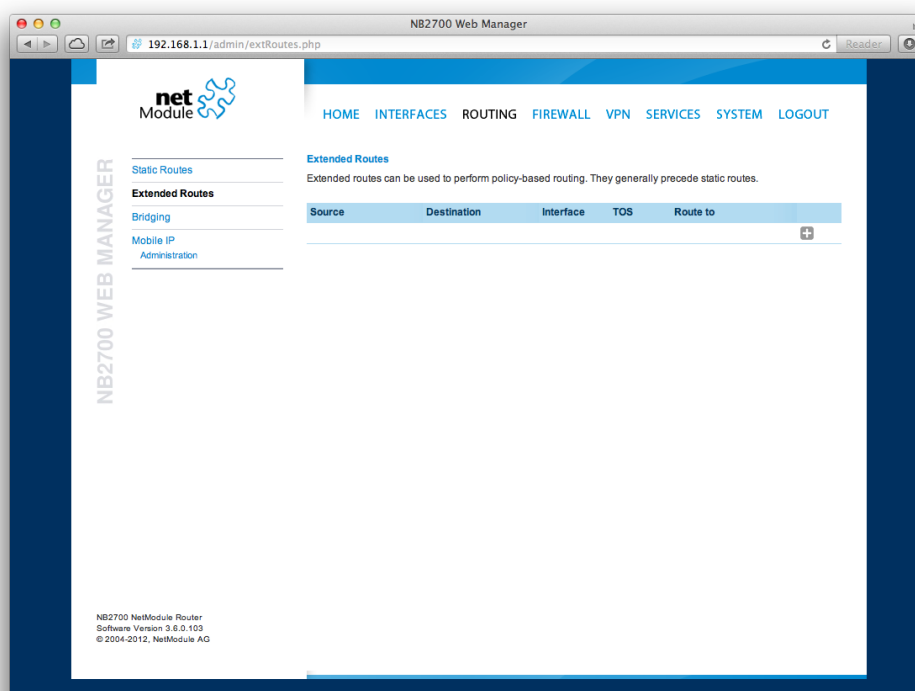 NB2700 Web Manager
192.168.1.1/admin/extRoutes.php
Reader
net
Module
HOME INTERFACES ROUTING FIREWALL VPN SERVICES SYSTEM LOGOUT
NB2700 WEB MANAGER
Static Routes
Extended Routes
Bridging
Mobile IP
Administration
Extended Routes
Extended routes can be used to perform policy-based routing. They generally precede static routes.
Source Destination Interface TOS Route to
NB2700 NetModule Router
Software Version 3.6.0.103
© 2004-2012, NetModule AG